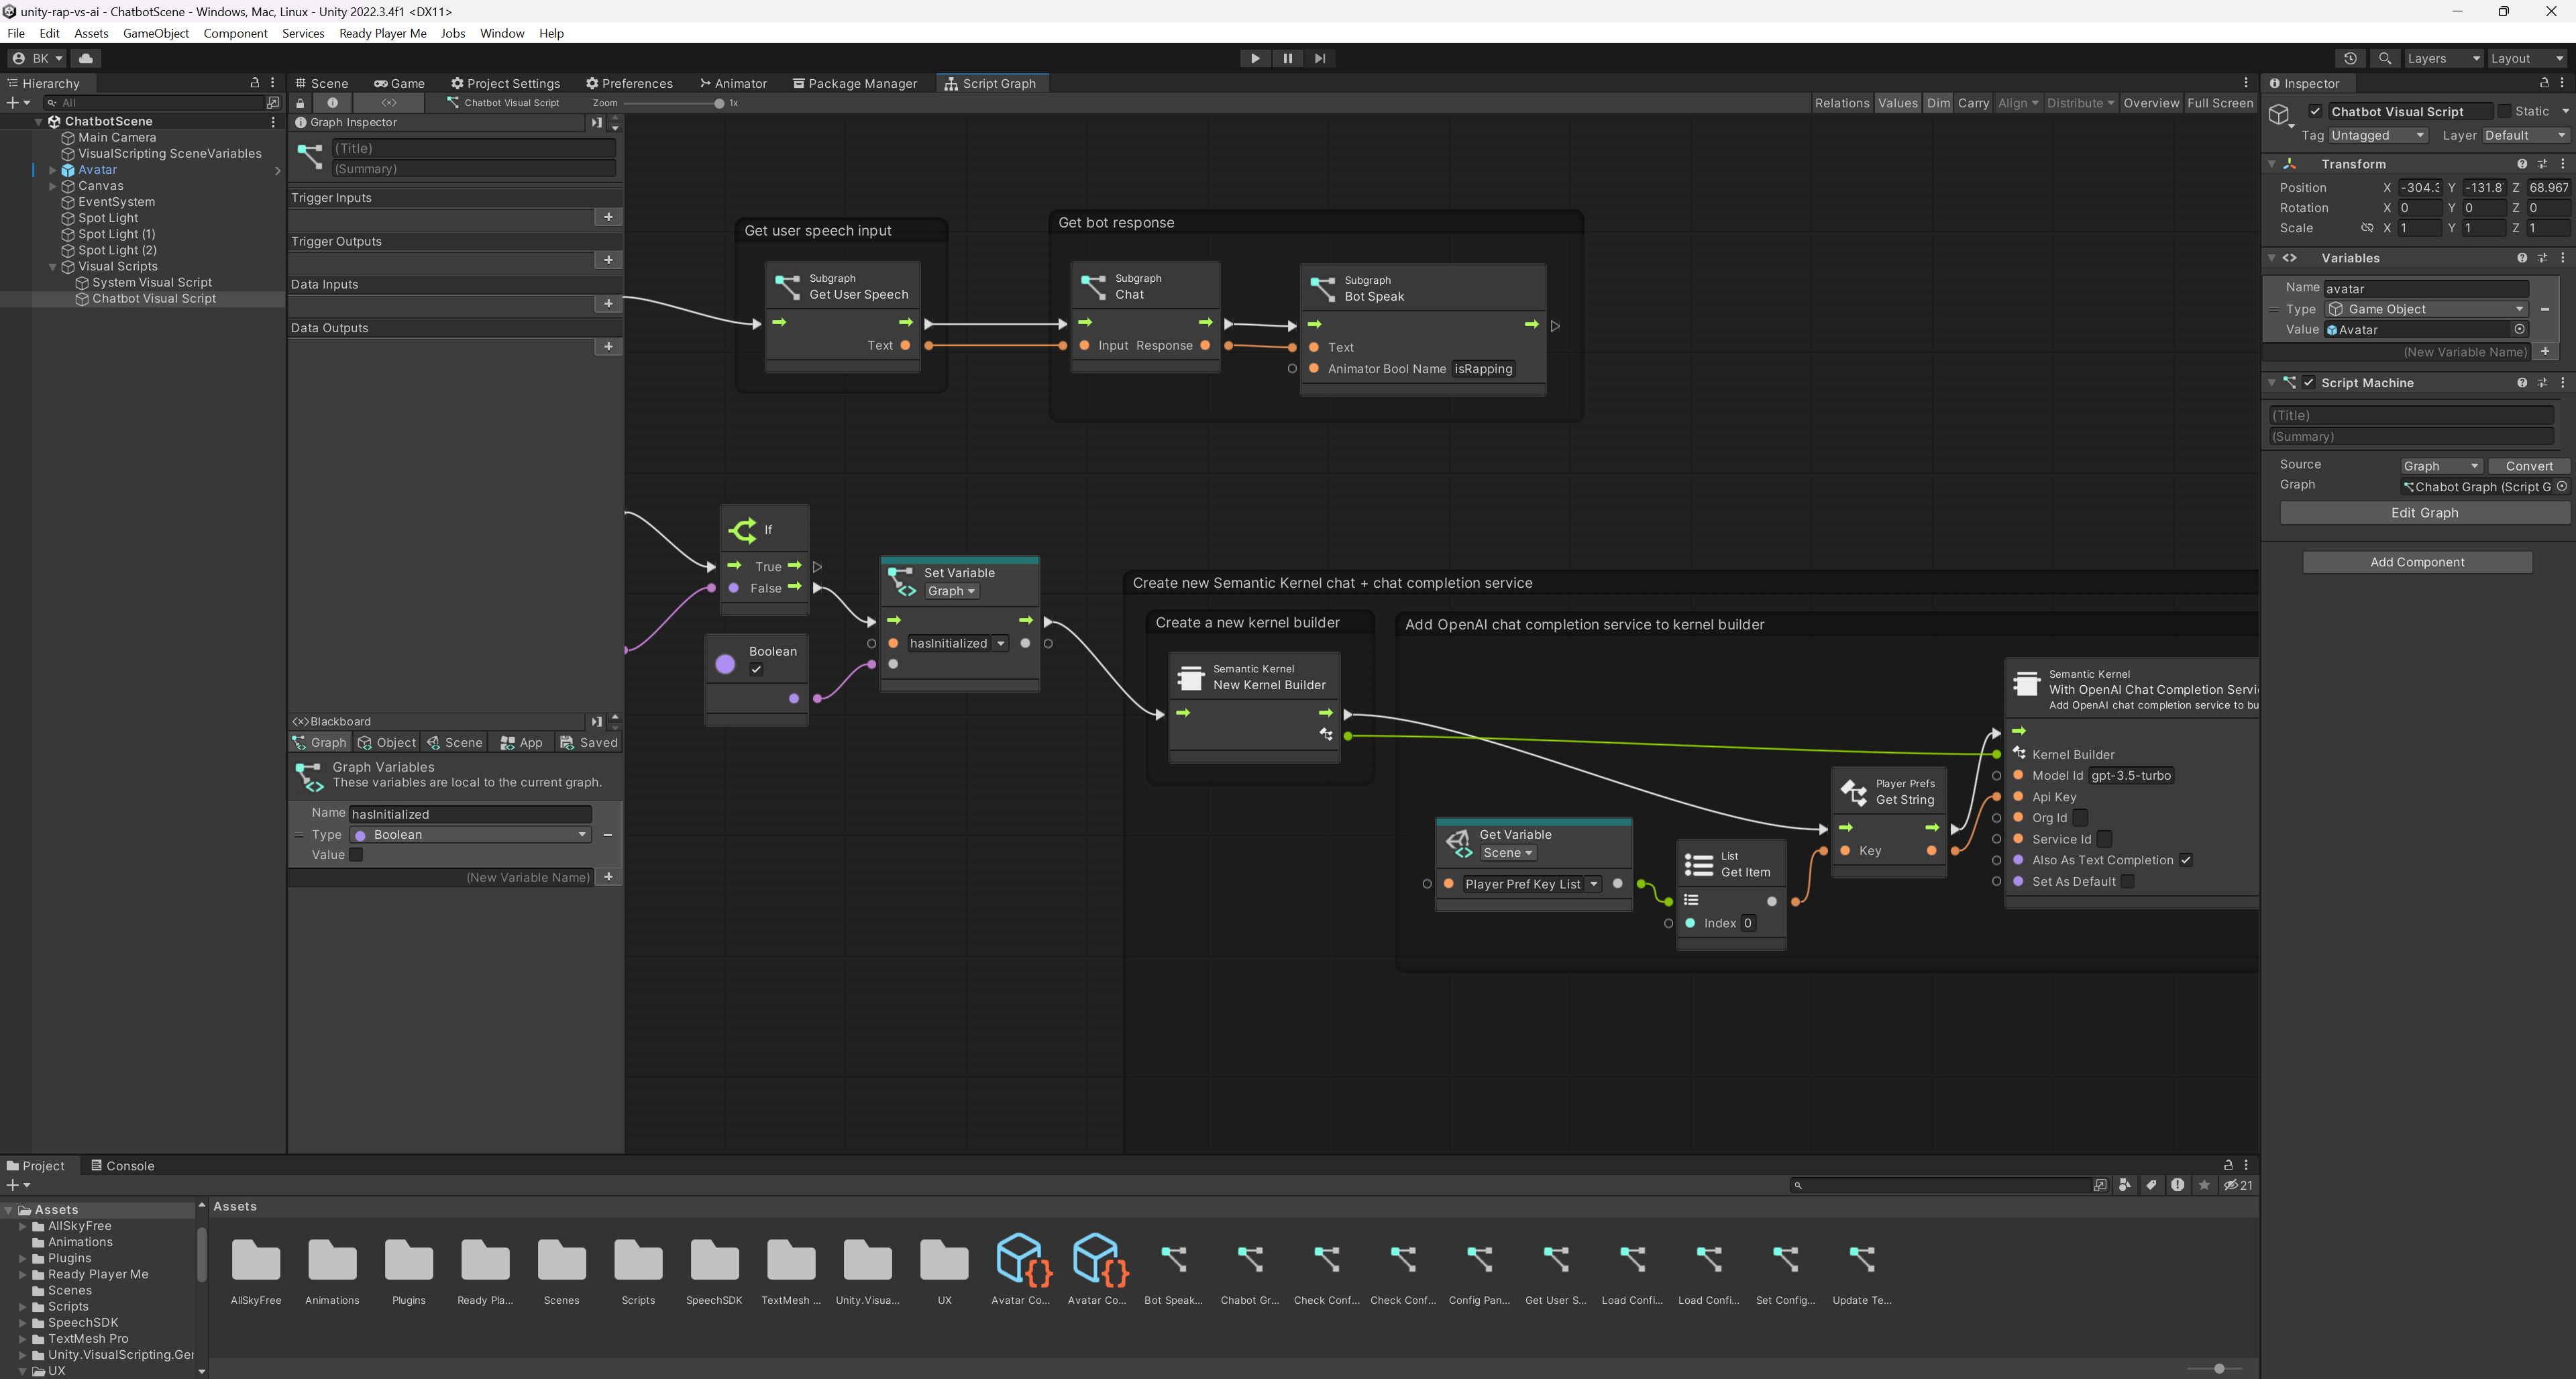 unity-rap-vs-ai - ChatbotScene - Windows, Mac, Linux - Unity 2022.3.4f1 <DX11>
File Edit Assets GameObject Component Services Ready Player Me Jobs Window Help
BK
Layers Layout
Hierarchy
All
ChatbotScene
Main Camera
VisualScripting SceneVariables
Avatar
Canvas
EventSystem
Spot Light
Spot Light (1)
Spot Light (2)
Visual Scripts
System Visual Script
Chatbot Visual Script
Scene Game Project Settings Preferences Animator Package Manager Script Graph
Chatbot Visual Script Zoom 1x
Relations Values Dim Carry Align Distribute Overview Full Screen
Graph Inspector
(Title)
(Summary)
Trigger Inputs
Trigger Outputs
Data Inputs
Data Outputs
Blackboard
Graph Object Scene App Saved
Graph Variables
These variables are local to the current graph.
Name hasInitialized
Type Boolean
Value
(New Variable Name)
Get user speech input
Subgraph
Get User Speech
Text
Get bot response
Subgraph
Chat
Input Response
Subgraph
Bot Speak
Text
Animator Bool Name isRapping
If
True
False
Boolean
Set Variable
Graph
hasInitialized
Create new Semantic Kernel chat + chat completion service
Create a new kernel builder
Semantic Kernel
New Kernel Builder
Add OpenAI chat completion service to kernel builder
Get Variable
Scene
Player Pref Key List
List
Get Item
Index 0
Player Prefs
Get String
Key
Semantic Kernel
With OpenAI Chat Completion Servi
Add OpenAI chat completion service to bu
Kernel Builder
Model Id gpt-3.5-turbo
Api Key
Org Id
Service Id
Also As Text Completion
Set As Default
Inspector
Chatbot Visual Script Static
Tag Untagged Layer Default
Transform
Position X -304.3 Y -131.8 Z 68.967
Rotation X 0 Y 0 Z 0
Scale X 1 Y 1 Z 1
Variables
Name avatar
Type Game Object
Value Avatar
(New Variable Name)
Script Machine
(Title)
(Summary)
Source Graph Convert
Graph Chabot Graph (Script G
Edit Graph
Add Component
Project Console
21
Assets
AllSkyFree
Animations
Plugins
Ready Player Me
Scenes
Scripts
SpeechSDK
TextMesh Pro
Unity.VisualScripting.Ger
UX
Assets
AllSkyFree Animations Plugins Ready Pla... Scenes Scripts SpeechSDK TextMesh ... Unity.Visua... UX Avatar Co... Avatar Co... Bot Speak... Chabot Gr... Check Conf... Check Conf... Config Pan... Get User S... Load Confi... Load Confi... Set Config... Update Te...